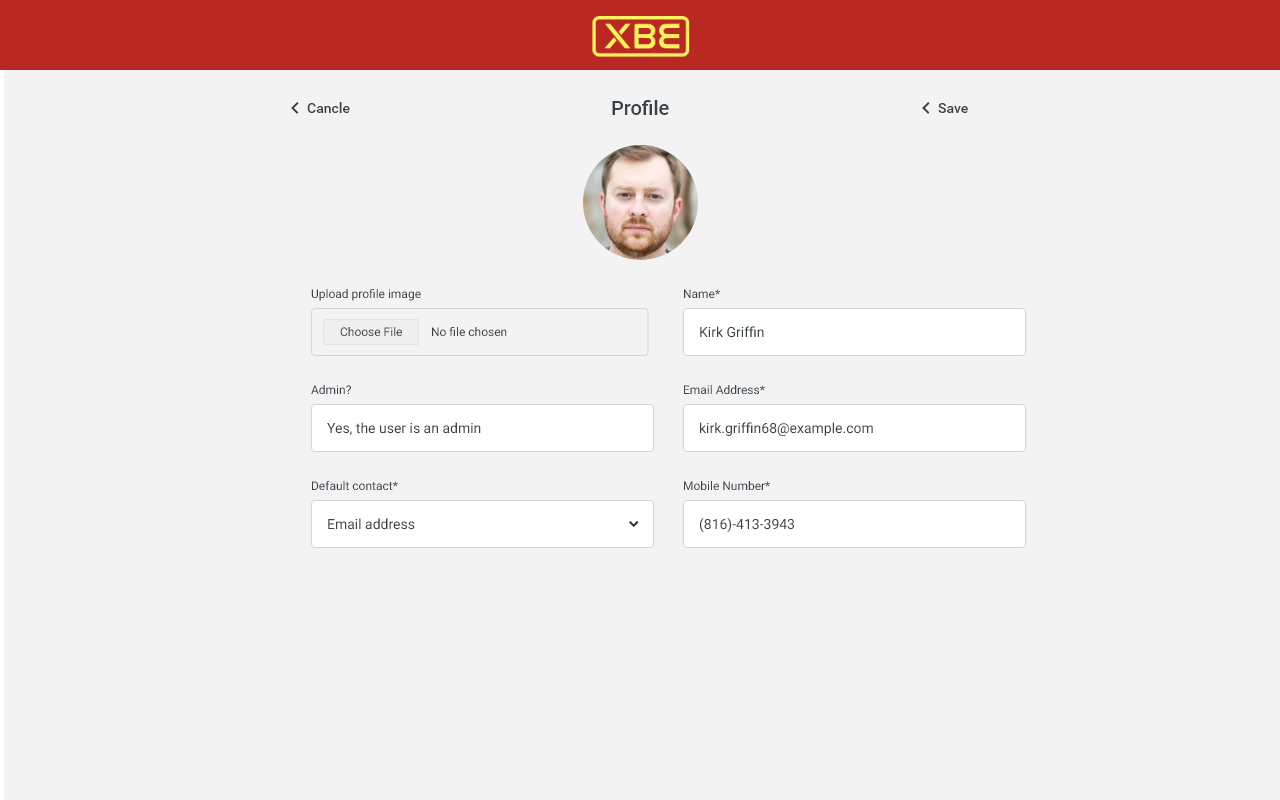 XBE
Cancle
Profile
Save
Upload profile image
Name*
Choose File
No file chosen
Kirk Griffin
Admin?
Email Address*
Yes, the user is an admin
kirk.griffin68@example.com
Default contact*
Mobile Number*
Email address
(816)-413-3943